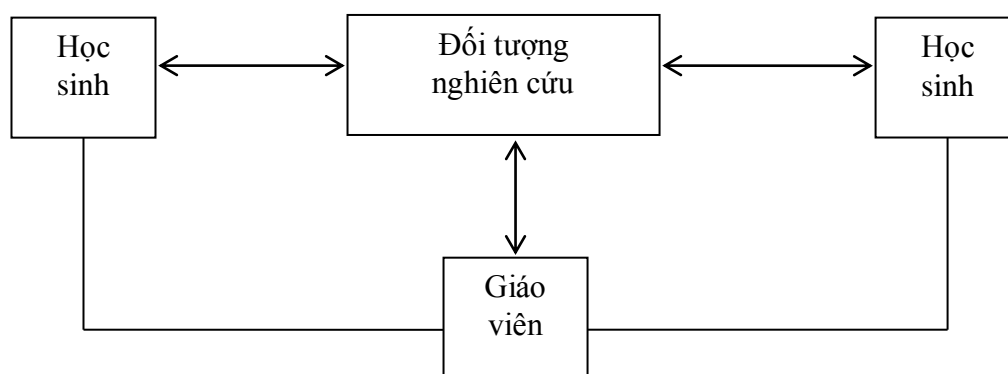 Học
sinh
Đối tượng
nghiên cứu
Học
sinh
Giáo
viên